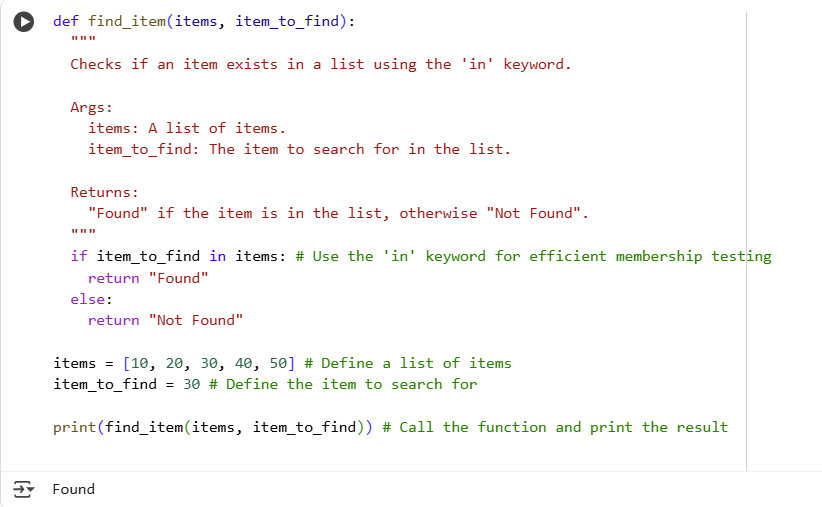 def find_item(items, item_to_find):
  """
  Checks if an item exists in a list using the 'in' keyword.

  Args:
    items: A list of items.
    item_to_find: The item to search for in the list.

  Returns:
    "Found" if the item is in the list, otherwise "Not Found".
  """
  if item_to_find in items: # Use the 'in' keyword for efficient membership testing
    return "Found"
  else:
    return "Not Found"

items = [10, 20, 30, 40, 50] # Define a list of items
item_to_find = 30 # Define the item to search for

print(find_item(items, item_to_find)) # Call the function and print the result

Found